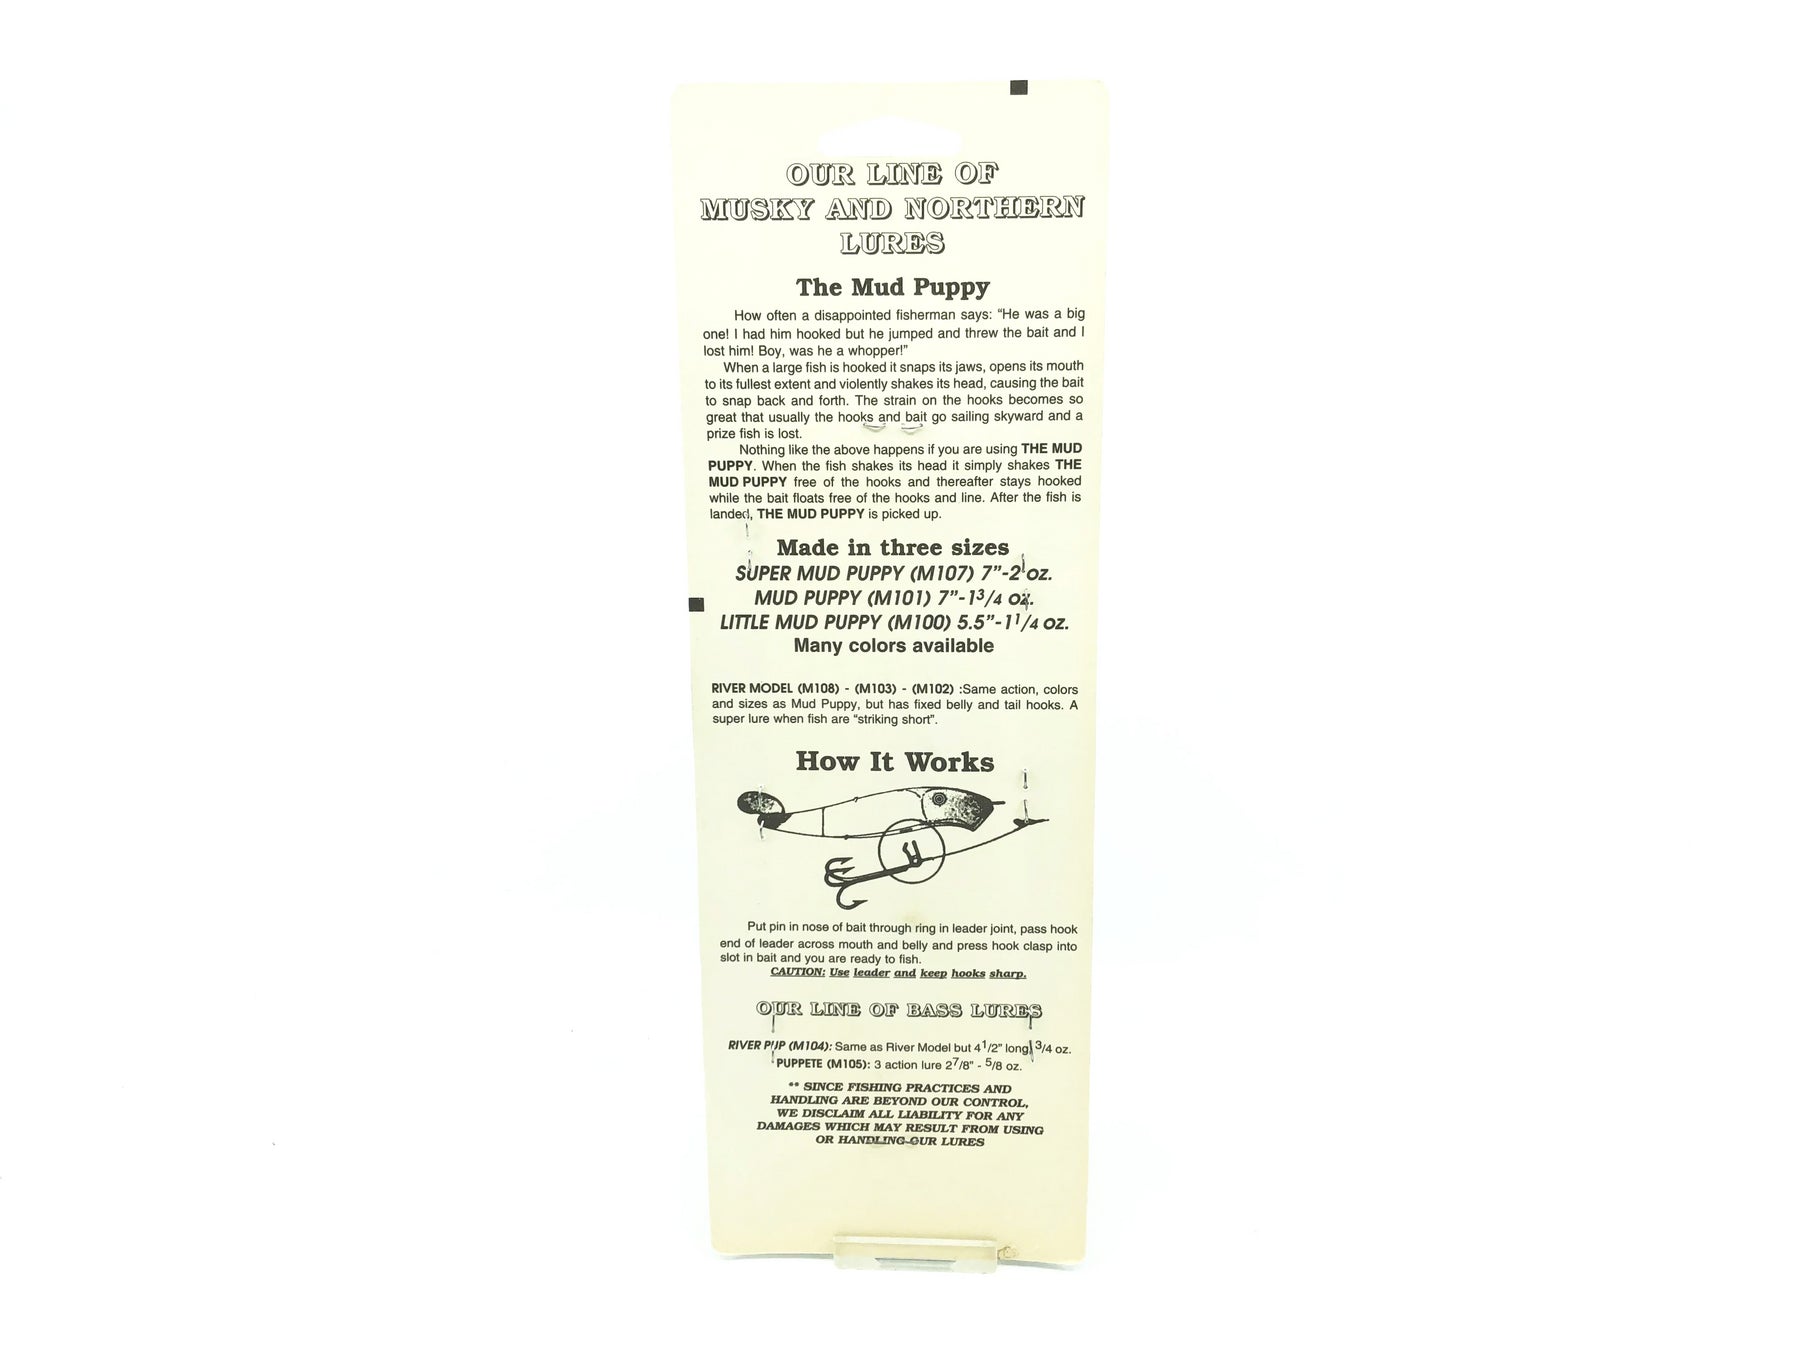 OUR LINE OF
MUSKY AND NORTHERN
LURES
The Mud Puppy
How often a disappointed fisherman says: “He was a big
one! I had him hooked but he jumped and threw the bait and I
lost him! Boy, was he a whopper!”
When a large fish is hooked it snaps its jaws, opens its mouth
to its fullest extent and violently shakes its head, causing the bait
to snap back and forth. The strain on the hooks becomes so
great that usually the hooks and bait go sailing skyward and a
prize fish is lost.
Nothing like the above happens if you are using THE MUD
PUPPY. When the fish shakes its head it simply shakes THE
MUD PUPPY free of the hooks and thereafter stays hooked
while the bait floats free of the hooks and line. After the fish is
landed, THE MUD PUPPY is picked up.
Made in three sizes
SUPER MUD PUPPY (M107) 7”-2 oz.
MUD PUPPY (M101) 7”-1 3/4 oz.
LITTLE MUD PUPPY (M100) 5.5”-1 1/4 oz.
Many colors available
RIVER MODEL (M108) - (M103) - (M102) :Same action, colors
and sizes as Mud Puppy, but has fixed belly and tail hooks. A
super lure when fish are “striking short”.
How It Works
Put pin in nose of bait through ring in leader joint, pass hook
end of leader across mouth and belly and press hook clasp into
slot in bait and you are ready to fish.
CAUTION: Use leader and keep hooks sharp.
OUR LINE OF BASS LURES
RIVER PUP (M104): Same as River Model but 4 1/2” long, 3/4 oz.
PUPPETE (M105): 3 action lure 2 7/8” - 5/8 oz.
** SINCE FISHING PRACTICES AND
HANDLING ARE BEYOND OUR CONTROL,
WE DISCLAIM ALL LIABILITY FOR ANY
DAMAGES WHICH MAY RESULT FROM USING
OR HANDLING OUR LURES